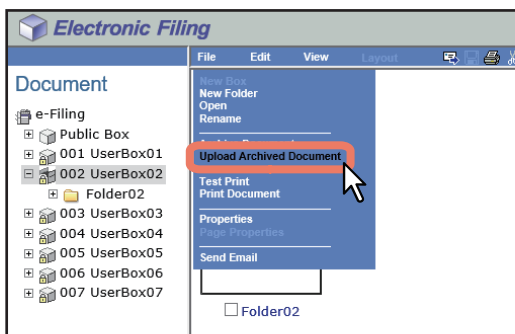 Electronic Filing
File Edit View Layout
Document
e-Filing
Public Box
001 UserBox01
002 UserBox02
Folder02
003 UserBox03
004 UserBox04
005 UserBox05
006 UserBox06
007 UserBox07
New Box
New Folder
Open
Rename
Upload Archived Document
Test Print
Print Document
Properties
Page Properties
Send Email
Folder02